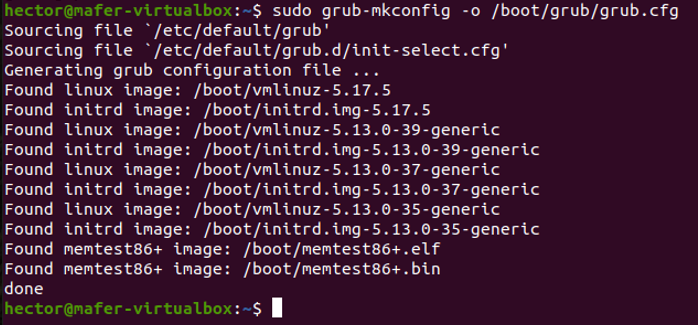 hector@mafer-virtualbox:~$ sudo grub-mkconfig -o /boot/grub/grub.cfg
Sourcing file `/etc/default/grub'
Sourcing file `/etc/default/grub.d/init-select.cfg'
Generating grub configuration file ...
Found linux image: /boot/vmlinuz-5.17.5
Found initrd image: /boot/initrd.img-5.17.5
Found linux image: /boot/vmlinuz-5.13.0-39-generic
Found initrd image: /boot/initrd.img-5.13.0-39-generic
Found linux image: /boot/vmlinuz-5.13.0-37-generic
Found initrd image: /boot/initrd.img-5.13.0-37-generic
Found linux image: /boot/vmlinuz-5.13.0-35-generic
Found initrd image: /boot/initrd.img-5.13.0-35-generic
Found memtest86+ image: /boot/memtest86+.elf
Found memtest86+ image: /boot/memtest86+.bin
done
hector@mafer-virtualbox:~$